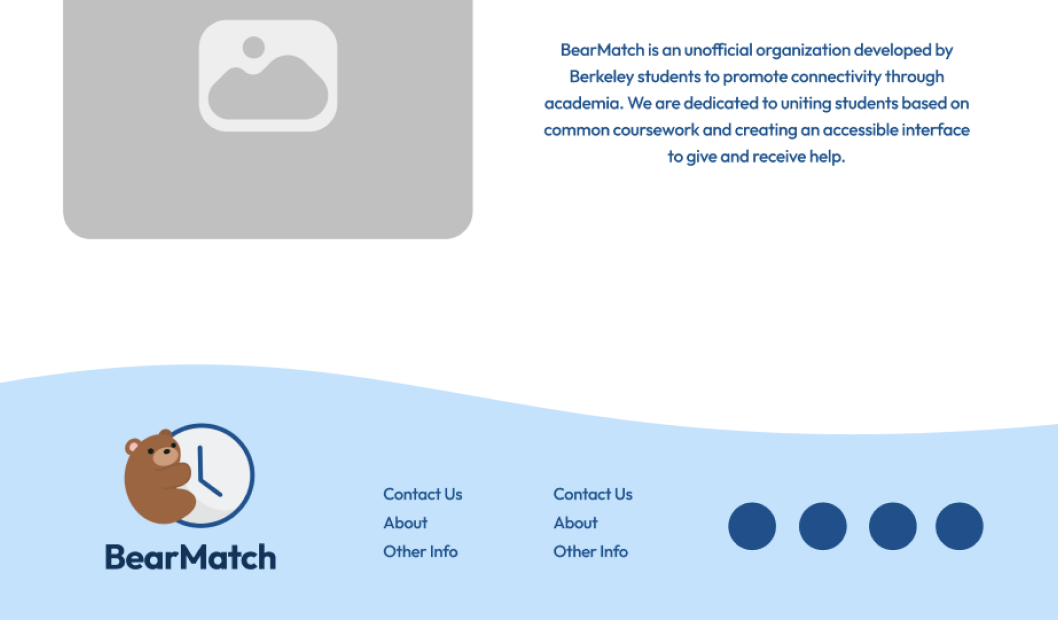 BearMatch is an unofficial organization developed by
Berkeley students to promote connectivity through
academia. We are dedicated to uniting students based on
common coursework and creating an accessible interface
to give and receive help.
BearMatch
Contact Us
About
Other Info
Contact Us
About
Other Info